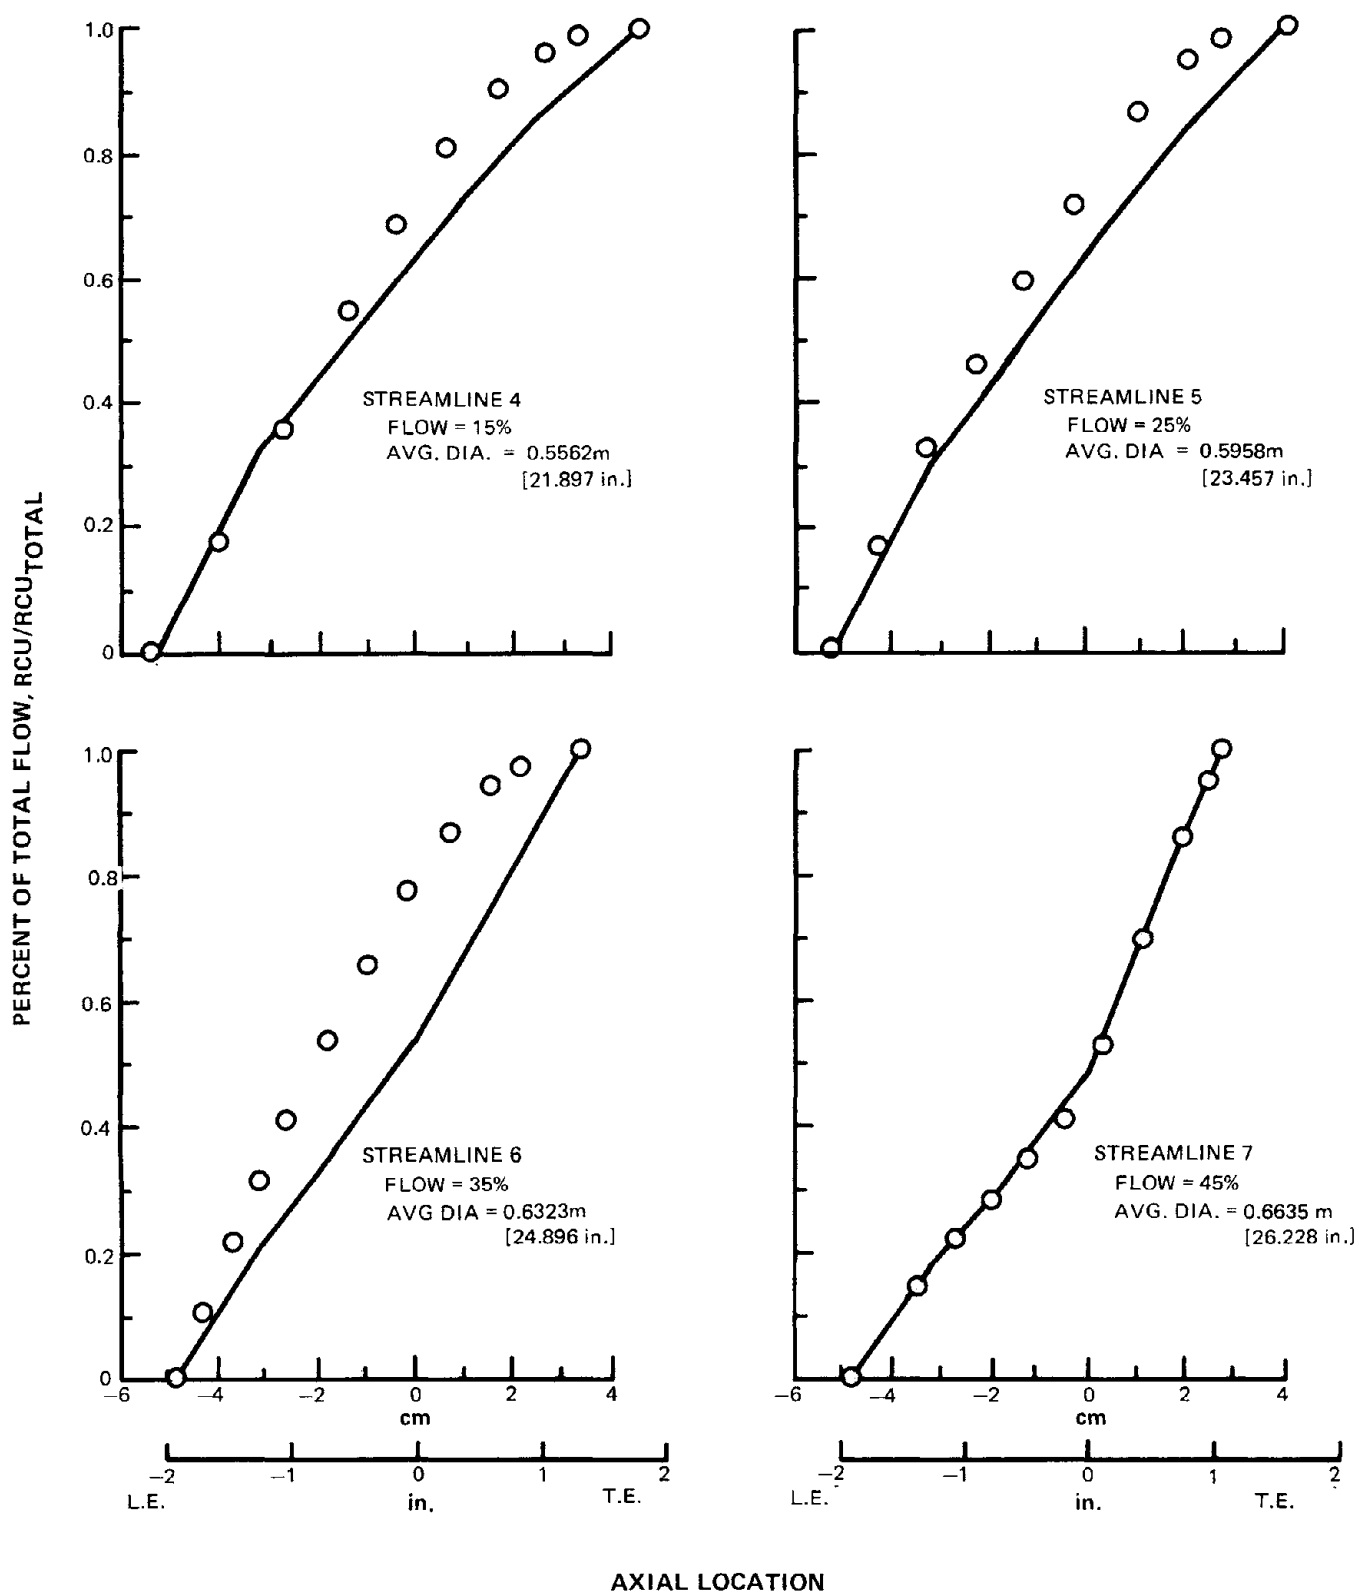 PERCENT OF TOTAL FLOW, RCU/RCU TOTAL
1.0
0.8
0.6
0.4
0.2
0
STREAMLINE 4
FLOW = 15%
AVG. DIA. = 0.5562m
[21.897 in.]
STREAMLINE 5
FLOW = 25%
AVG. DIA = 0.5958m
[23.457 in.]
1.0
0.8
0.6
0.4
0.2
0
STREAMLINE 6
FLOW = 35%
AVG DIA = 0.6323m
[24.896 in.]
−6 −4 −2 0 2 4
cm
−2 −1 0 1 2
L.E. in. T.E.
STREAMLINE 7
FLOW = 45%
AVG. DIA. = 0.6635 m
[26.228 in.]
−6 −4 −2 0 2 4
cm
−2 −1 0 1 2
L.E. in. T.E.
AXIAL LOCATION